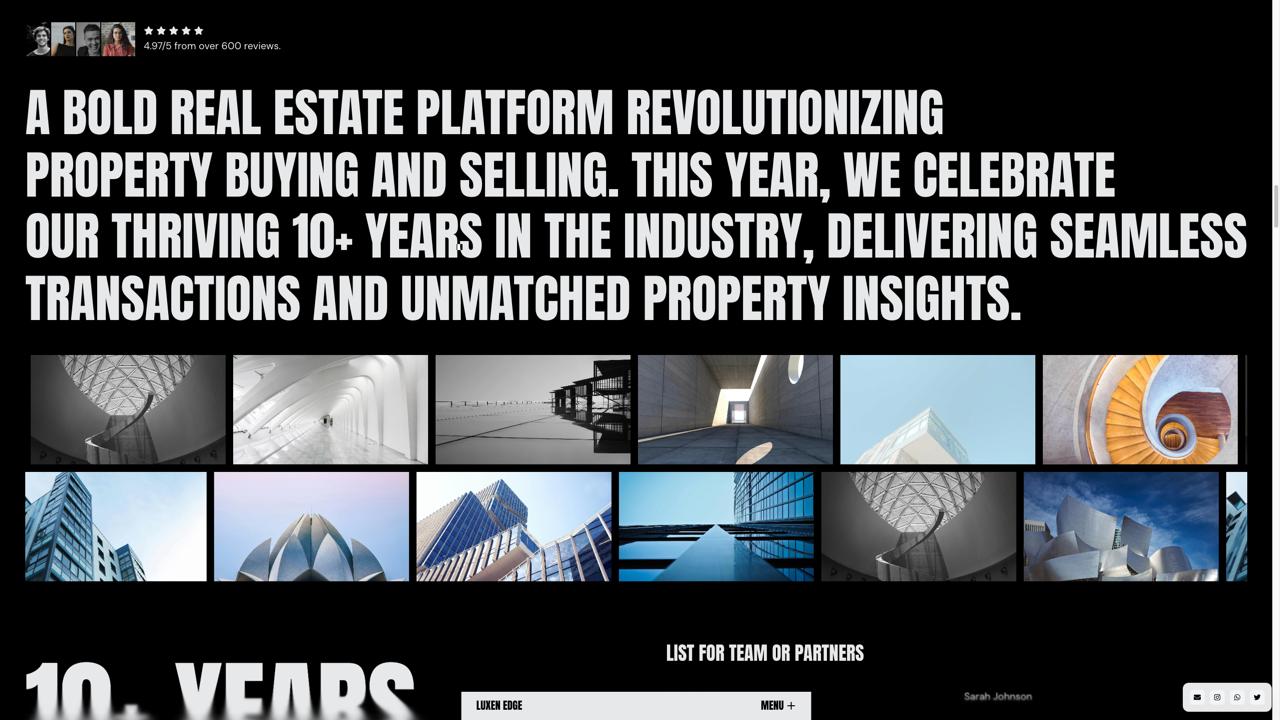 4.97/5 from over 600 reviews.
A BOLD REAL ESTATE PLATFORM REVOLUTIONIZING
PROPERTY BUYING AND SELLING. THIS YEAR, WE CELEBRATE
OUR THRIVING 10+ YEARS IN THE INDUSTRY, DELIVERING SEAMLESS
TRANSACTIONS AND UNMATCHED PROPERTY INSIGHTS.
LIST FOR TEAM OR PARTNERS
10+ YEARS
Sarah Johnson
LUXEN EDGE
MENU +